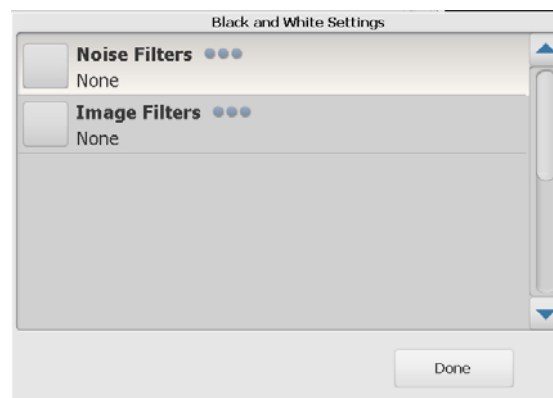 Black and White Settings
Noise Filters
None
Image Filters
None
Done